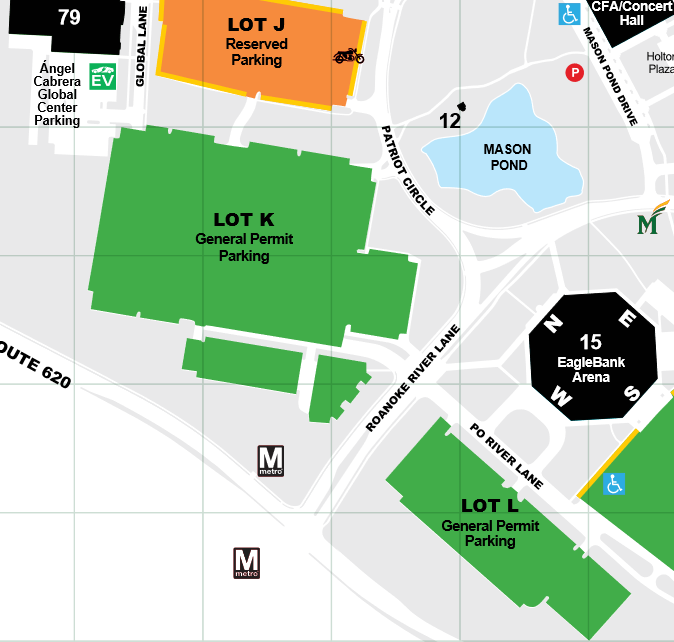 79
GLOBAL LANE
LOT J
Reserved
Parking
CFA/Concert
Hall
MASON POND DRIVE
Holton
Plaza
P
Ángel
Cabrera
Global
Center
Parking
EV
12
MASON
POND
PATRIOT CIRCLE
LOT K
General Permit
Parking
M
N
E
15
EagleBank
Arena
W
S
OUTE 620
ROANOKE RIVER LANE
PO RIVER LANE
M
metro
LOT L
General Permit
Parking
M
metro